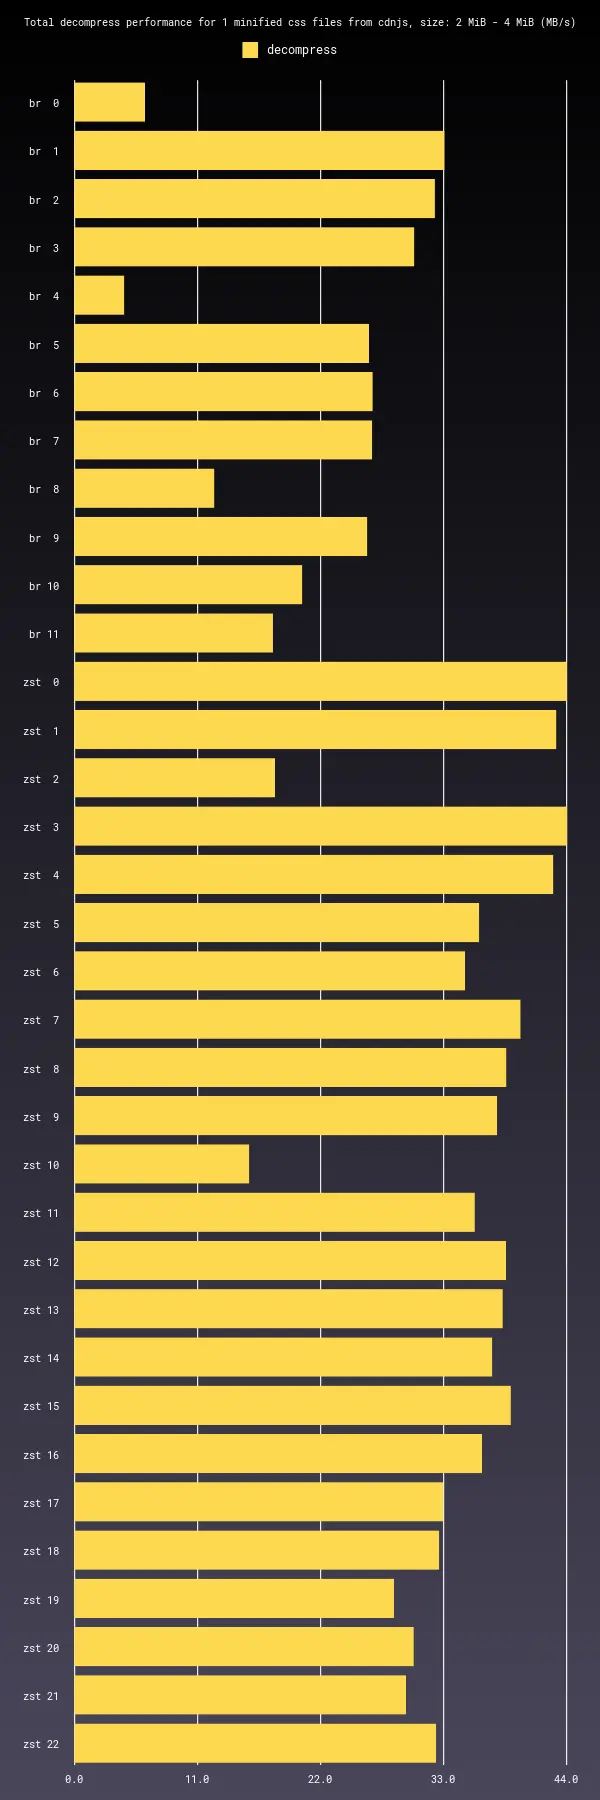 Total decompress performance for 1 minified css files from cdnjs, size: 2 MiB - 4 MiB (MB/s)
decompress
br  0
br  1
br  2
br  3
br  4
br  5
br  6
br  7
br  8
br  9
br 10
br 11
zst  0
zst  1
zst  2
zst  3
zst  4
zst  5
zst  6
zst  7
zst  8
zst  9
zst 10
zst 11
zst 12
zst 13
zst 14
zst 15
zst 16
zst 17
zst 18
zst 19
zst 20
zst 21
zst 22
0.0 11.0 22.0 33.0 44.0